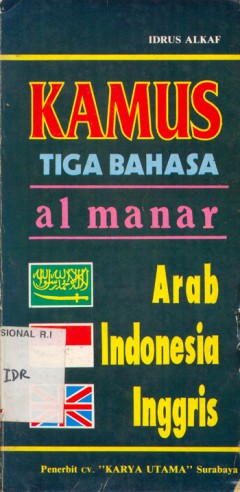 IDRUS ALKAF
KAMUS
TIGA BAHASA
al manar
Arab
SIONAL R.I
Indonesia
IDR
Inggris
Penerbit cv. "KARYA UTAMA" Surabaya